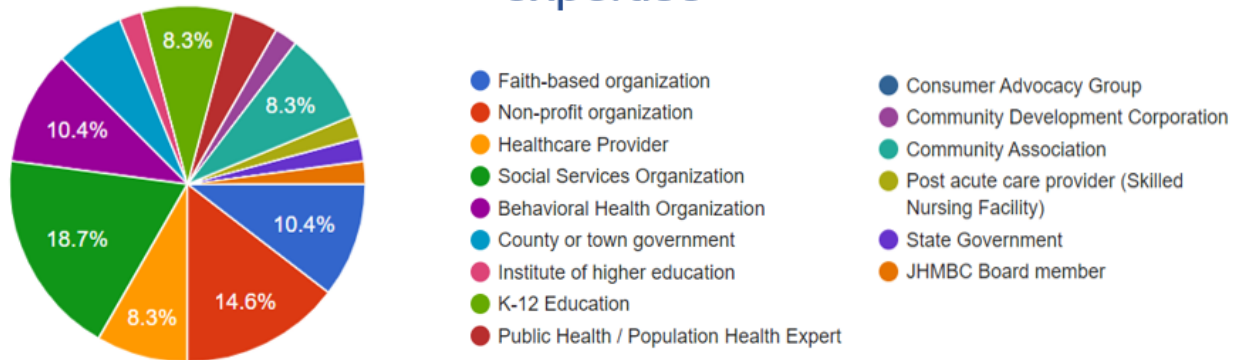 8.3%
8.3%
10.4%
18.7%
10.4%
8.3%
14.6%
Faith-based organization
Non-profit organization
Healthcare Provider
Social Services Organization
Behavioral Health Organization
County or town government
Institute of higher education
K-12 Education
Public Health / Population Health Expert
Consumer Advocacy Group
Community Development Corporation
Community Association
Post acute care provider (Skilled
Nursing Facility)
State Government
JHMBC Board member